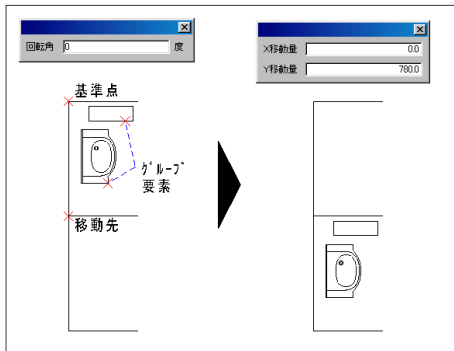 回転角 0 度
X移動量 0.0
Y移動量 780.0
基準点
グループ
要素
移動先